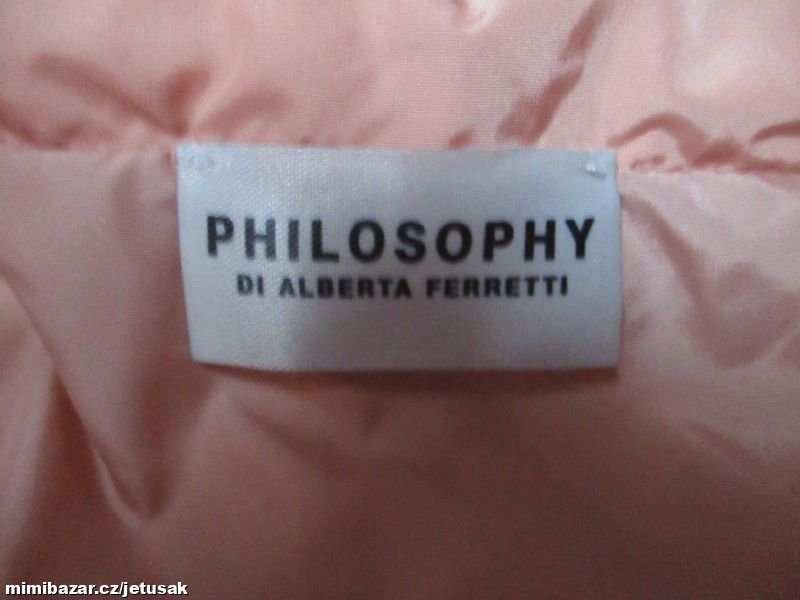 PHILOSOPHY
DI ALBERTA FERRETTI
mimibazar.cz/jetusak